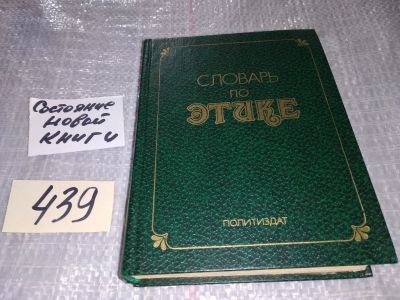 Состояние
новой
книги
439
СЛОВАРЬ
ПО
ЭТИКЕ
ПОЛИТИЗДАТ